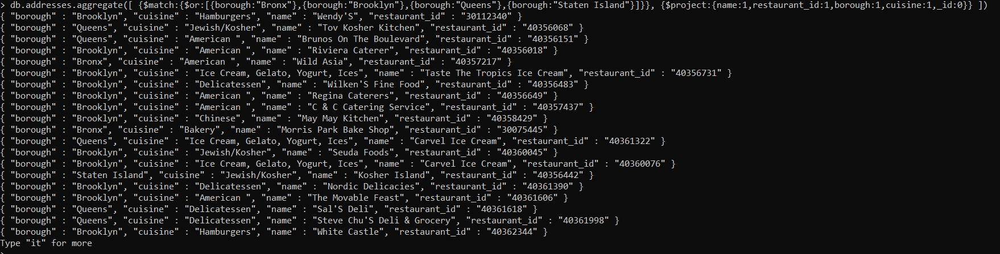 > db.addresses.aggregate([ {$match:{$or:[{borough:"Bronx"},{borough:"Brooklyn"},{borough:"Queens"},{borough:"Staten Island"}]}}, {$project:{name:1,restaurant_id:1,borough:1,cuisine:1,_id:0}} ])
{ "borough" : "Brooklyn", "cuisine" : "Hamburgers", "name" : "Wendy'S", "restaurant_id" : "30112340" }
{ "borough" : "Queens", "cuisine" : "Jewish/Kosher", "name" : "Tov Kosher Kitchen", "restaurant_id" : "40356068" }
{ "borough" : "Queens", "cuisine" : "American ", "name" : "Brunos On The Boulevard", "restaurant_id" : "40356151" }
{ "borough" : "Brooklyn", "cuisine" : "American ", "name" : "Riviera Caterer", "restaurant_id" : "40356018" }
{ "borough" : "Bronx", "cuisine" : "American ", "name" : "Wild Asia", "restaurant_id" : "40357217" }
{ "borough" : "Brooklyn", "cuisine" : "Ice Cream, Gelato, Yogurt, Ices", "name" : "Taste The Tropics Ice Cream", "restaurant_id" : "40356731" }
{ "borough" : "Brooklyn", "cuisine" : "Delicatessen", "name" : "Wilken'S Fine Food", "restaurant_id" : "40356483" }
{ "borough" : "Brooklyn", "cuisine" : "American ", "name" : "Regina Caterers", "restaurant_id" : "40356649" }
{ "borough" : "Brooklyn", "cuisine" : "American ", "name" : "C & C Catering Service", "restaurant_id" : "40357437" }
{ "borough" : "Brooklyn", "cuisine" : "Chinese", "name" : "May May Kitchen", "restaurant_id" : "40358429" }
{ "borough" : "Bronx", "cuisine" : "Bakery", "name" : "Morris Park Bake Shop", "restaurant_id" : "30075445" }
{ "borough" : "Queens", "cuisine" : "Ice Cream, Gelato, Yogurt, Ices", "name" : "Carvel Ice Cream", "restaurant_id" : "40361322" }
{ "borough" : "Brooklyn", "cuisine" : "Jewish/Kosher", "name" : "Seuda Foods", "restaurant_id" : "40360045" }
{ "borough" : "Brooklyn", "cuisine" : "Ice Cream, Gelato, Yogurt, Ices", "name" : "Carvel Ice Cream", "restaurant_id" : "40360076" }
{ "borough" : "Staten Island", "cuisine" : "Jewish/Kosher", "name" : "Kosher Island", "restaurant_id" : "40356442" }
{ "borough" : "Brooklyn", "cuisine" : "Delicatessen", "name" : "Nordic Delicacies", "restaurant_id" : "40361390" }
{ "borough" : "Brooklyn", "cuisine" : "American ", "name" : "The Movable Feast", "restaurant_id" : "40361606" }
{ "borough" : "Queens", "cuisine" : "Delicatessen", "name" : "Sal'S Deli", "restaurant_id" : "40361618" }
{ "borough" : "Queens", "cuisine" : "Delicatessen", "name" : "Steve Chu'S Deli & Grocery", "restaurant_id" : "40361998" }
{ "borough" : "Brooklyn", "cuisine" : "Hamburgers", "name" : "White Castle", "restaurant_id" : "40362344" }
Type "it" for more